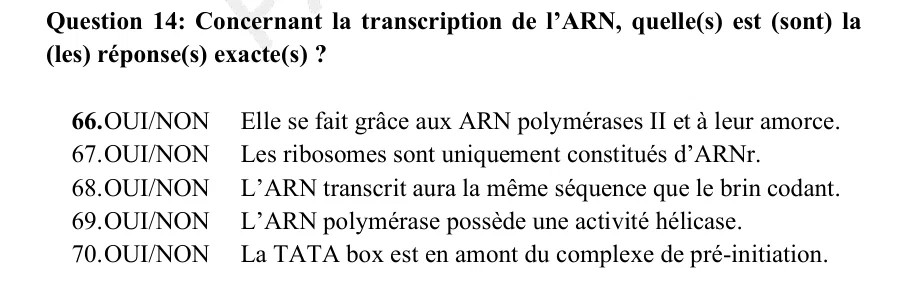 Question 14: Concernant la transcription de l’ARN, quelle(s) est (sont) la
(les) réponse(s) exacte(s) ?
66.OUI/NON Elle se fait grâce aux ARN polymérases II et à leur amorce.
67.OUI/NON Les ribosomes sont uniquement constitués d’ARNr.
68.OUI/NON L’ARN transcrit aura la même séquence que le brin codant.
69.OUI/NON L’ARN polymérase possède une activité hélicase.
70.OUI/NON La TATA box est en amont du complexe de pré-initiation.